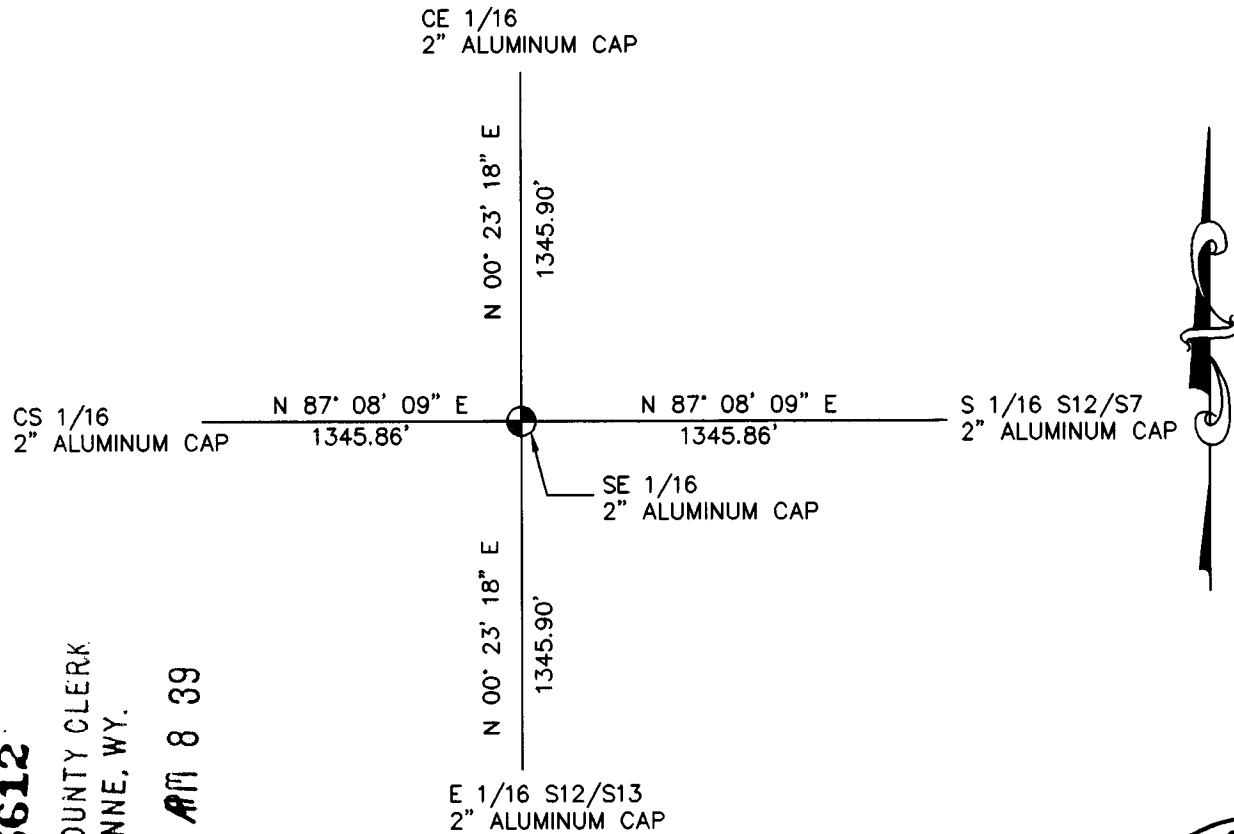 CE 1/16
2" ALUMINUM CAP
N 00° 23' 18" E
1345.90'
CS 1/16
2" ALUMINUM CAP
N 87° 08' 09" E
1345.86'
N 87° 08' 09" E
1345.86'
S 1/16 S12/S7
2" ALUMINUM CAP
SE 1/16
2" ALUMINUM CAP
N 00° 23' 18" E
1345.90'
E 1/16 S12/S13
2" ALUMINUM CAP
612
OUNTY CLERK
NNE, WY.
AM 8 39